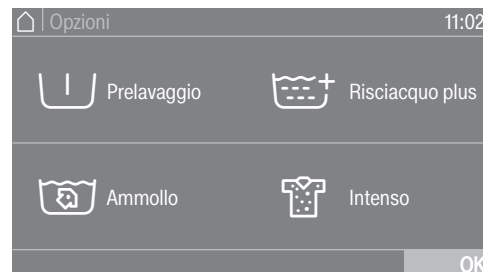 Opzioni 11:02
Prelavaggio Risciacquo plus
Ammollo Intenso
OK